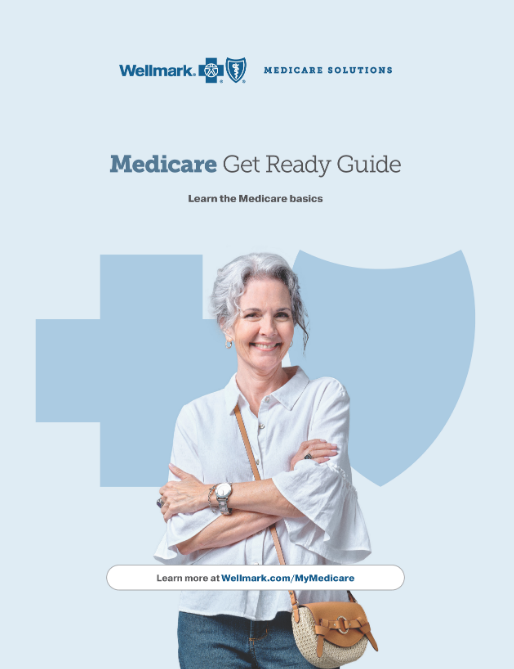 Wellmark® MEDICARE SOLUTIONS
Medicare Get Ready Guide
Learn the Medicare basics
Learn more at Wellmark.com/MyMedicare